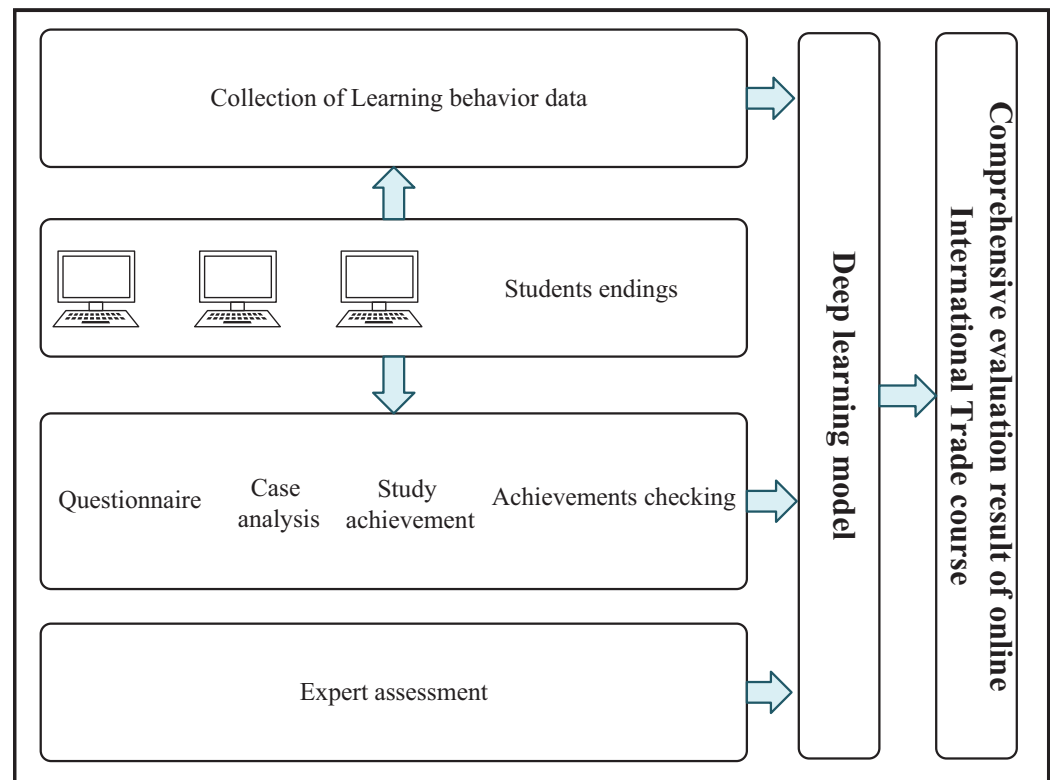 Collection of Learning behavior data
Students endings
Questionnaire
Case
analysis
Study
achievement
Achievements checking
Expert assessment
Deep learning model
Comprehensive evaluation result of online
International Trade course